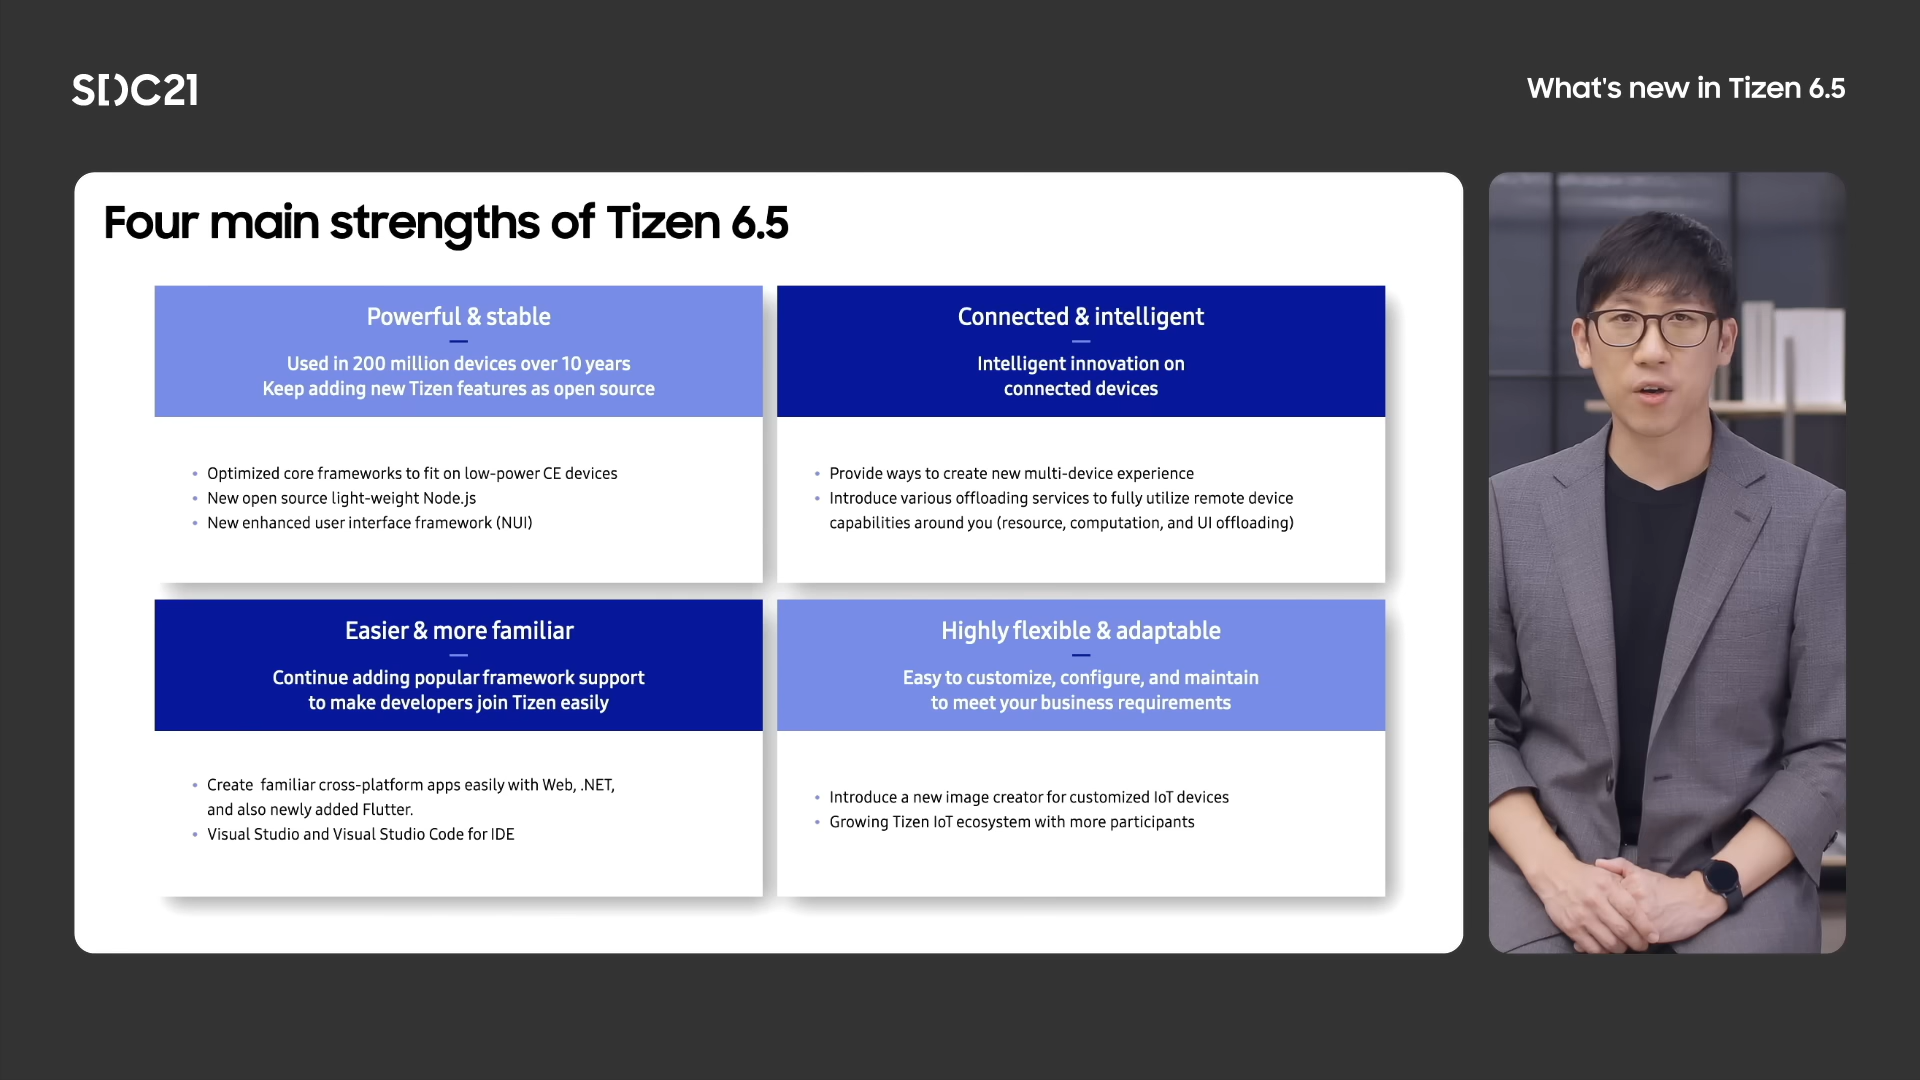 SDC21
What's new in Tizen 6.5
Four main strengths of Tizen 6.5
Powerful & stable
Used in 200 million devices over 10 years
Keep adding new Tizen features as open source
• Optimized core frameworks to fit on low-power CE devices
• New open source light-weight Node.js
• New enhanced user interface framework (NUI)
Connected & intelligent
Intelligent innovation on
connected devices
• Provide ways to create new multi-device experience
• Introduce various offloading services to fully utilize remote device
capabilities around you (resource, computation, and UI offloading)
Easier & more familiar
Continue adding popular framework support
to make developers join Tizen easily
• Create  familiar cross-platform apps easily with Web, .NET,
and also newly added Flutter.
• Visual Studio and Visual Studio Code for IDE
Highly flexible & adaptable
Easy to customize, configure, and maintain
to meet your business requirements
• Introduce a new image creator for customized IoT devices
• Growing Tizen IoT ecosystem with more participants